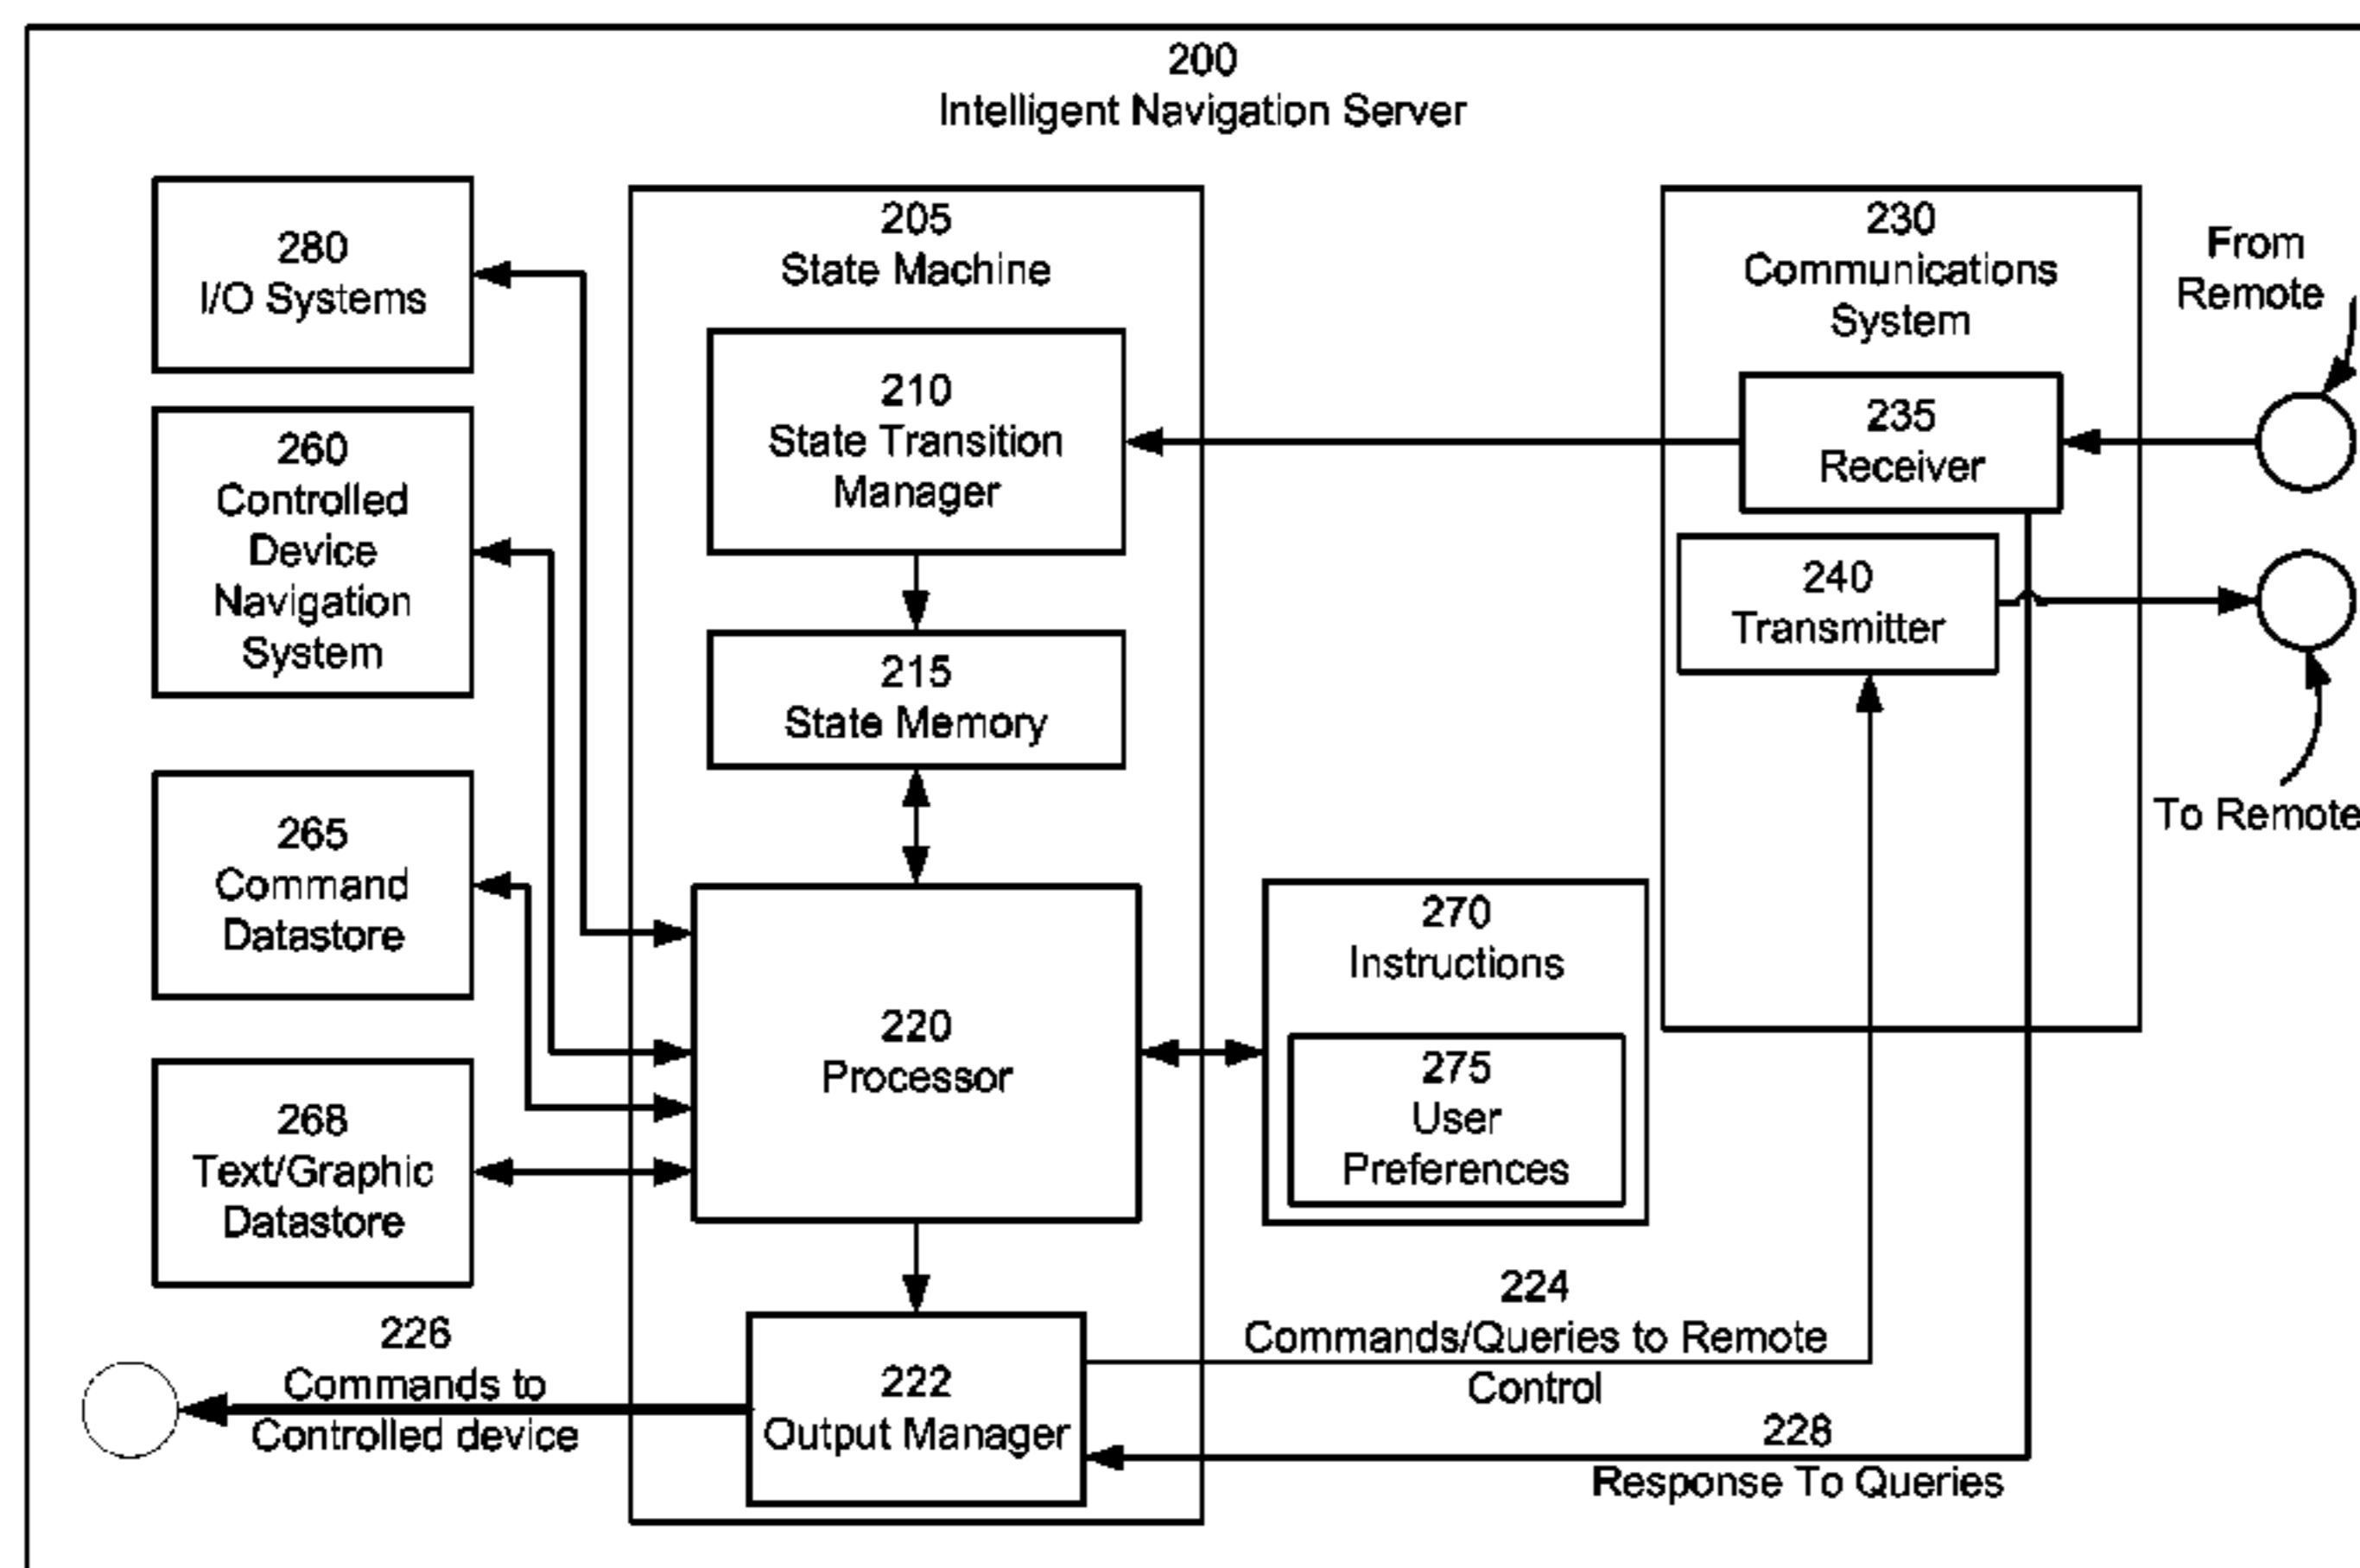 200
Intelligent Navigation Server
280
I/O Systems
260
Controlled
Device
Navigation
System
265
Command
Datastore
268
Text/Graphic
Datastore
226
Commands to
Controlled device
205
State Machine
210
State Transition
Manager
215
State Memory
220
Processor
222
Output Manager
270
Instructions
275
User
Preferences
224
Commands/Queries to Remote
Control
228
Response To Queries
230
Communications
System
235
Receiver
240
Transmitter
From
Remote
To Remote